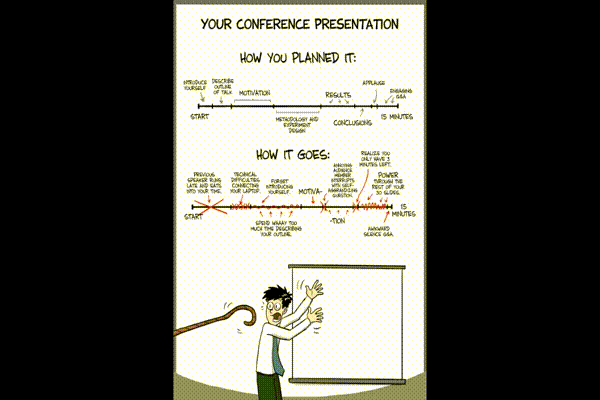 YOUR CONFERENCE PRESENTATION
HOW YOU PLANNED IT:
INTRODUCE
YOURSELF
DESCRIBE
OUTLINE
OF TALK
MOTIVATION
RESULTS
APPLAUSE
ENGAGING
Q&A
START
METHODOLOGY AND
EXPERIMENT
DESIGN
CONCLUSIONS
15 MINUTES
HOW IT GOES:
PREVIOUS
SPEAKER RUNS
LATE AND EATS
INTO YOUR TIME.
TECHNICAL
DIFFICULTIES
CONNECTING
YOUR LAPTOP.
FORGET
INTRODUCING
YOURSELF.
MOTIVA-
ANNOYING
AUDIENCE
MEMBER
INTERRUPTS
WITH SELF-
AGGRANDIZING
QUESTION.
REALIZE YOU
ONLY HAVE 3
MINUTES LEFT.
POWER
THROUGH THE
REST OF YOUR
30 SLIDES.
START
SPEND WAAAY TOO
MUCH TIME DESCRIBING
YOUR OUTLINE.
-TION
AWKWARD
SILENCE Q&A.
15
MINUTES